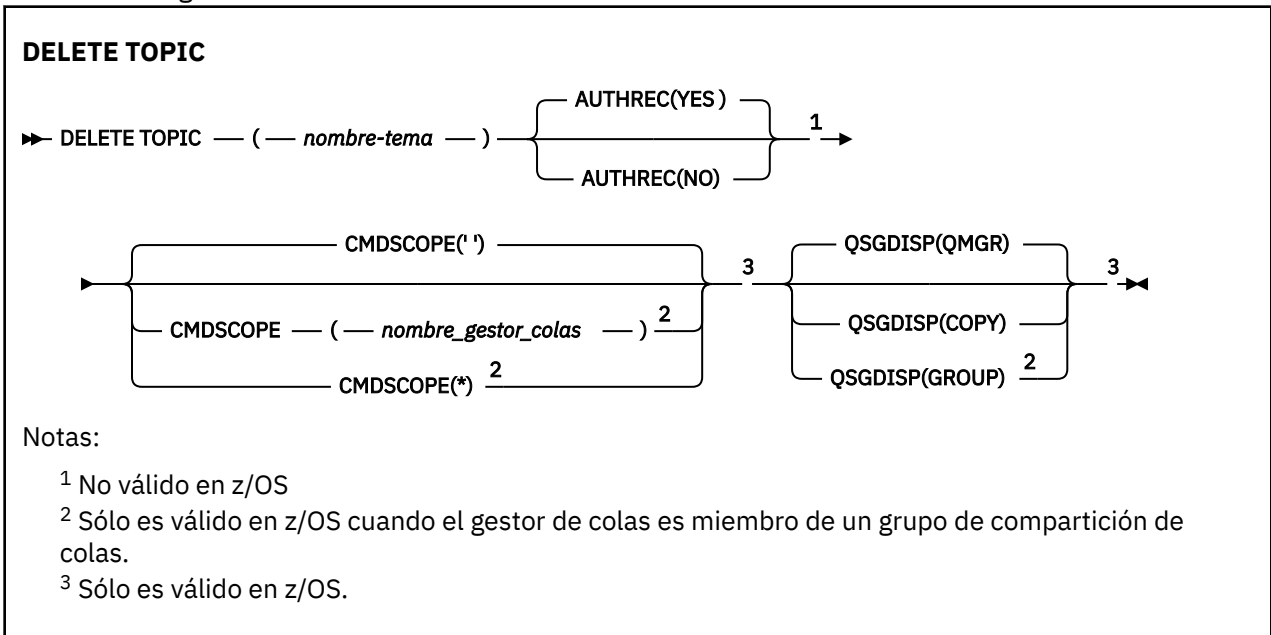 DELETE TOPIC
AUTHREC(YES )
DELETE TOPIC ( nombre-tema ) 1
AUTHREC(NO)
CMDSCOPE(' ') QSGDISP(QMGR)
3 3
CMDSCOPE ( nombre_gestor_colas ) 2 QSGDISP(COPY)
CMDSCOPE(*) 2 QSGDISP(GROUP) 2
Notas:
1 No válido en z/OS
2 Sólo es válido en z/OS cuando el gestor de colas es miembro de un grupo de compartición de
colas.
3 Sólo es válido en z/OS.